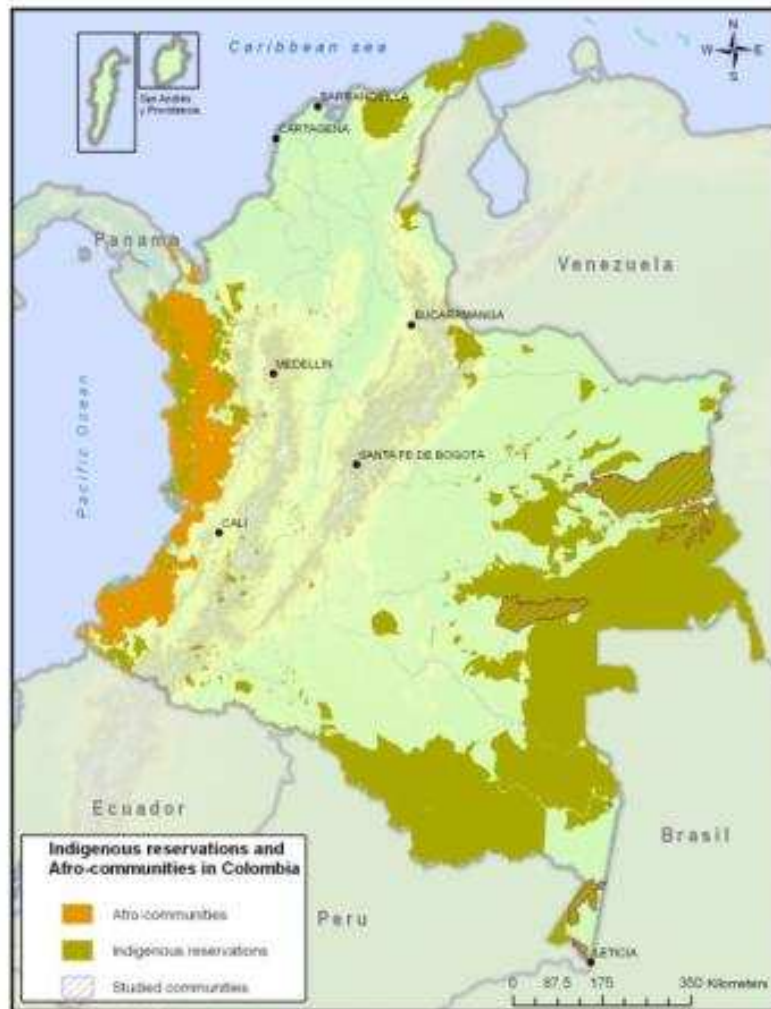 Caribbean sea
N
W E
S
San Andrés
y Providencia
BARRANQUILLA
CARTAGENA
Panama
Venezuela
BUCARRMANGA
MEDELLÍN
Pacific Ocean
SANTA FE DE BOGOTA
CALI
Ecuador
Brasil
Peru
LETICIA
Indigenous reservations and
Afro-communities in Colombia
Afro-communities
Indigenous reservations
Studied communities
0 87.5 175 350 Kilometers